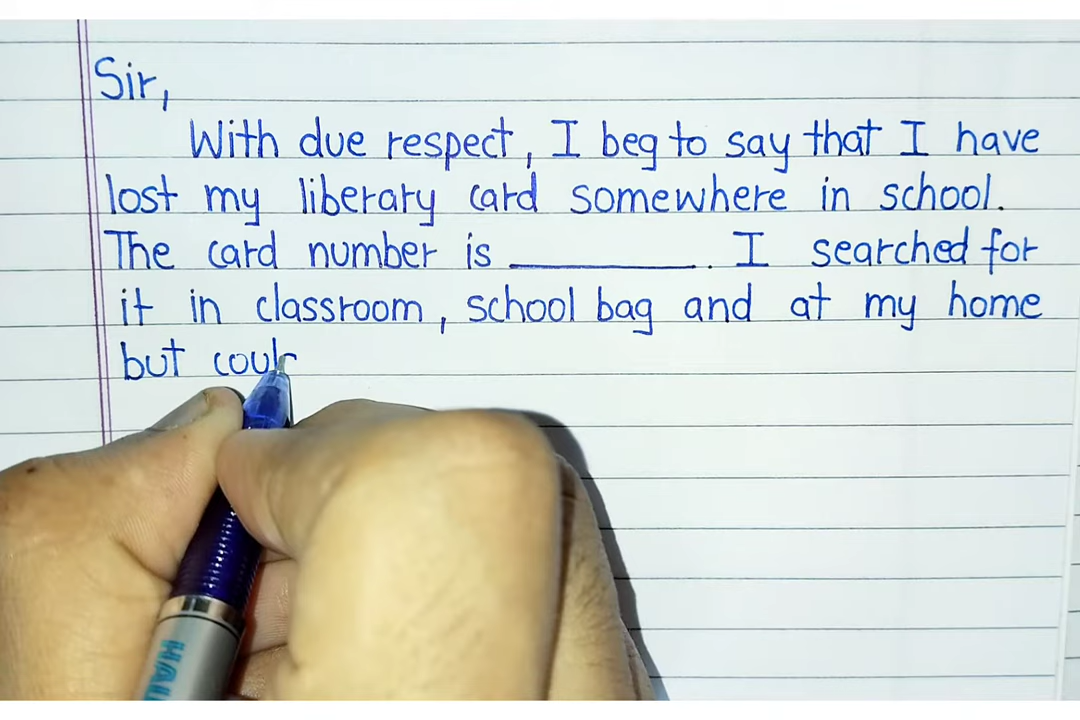 Sir,
With due respect, I beg to say that I have
lost my liberary card somewhere in school.
The card number is ________. I searched for
it in classroom, school bag and at my home
but